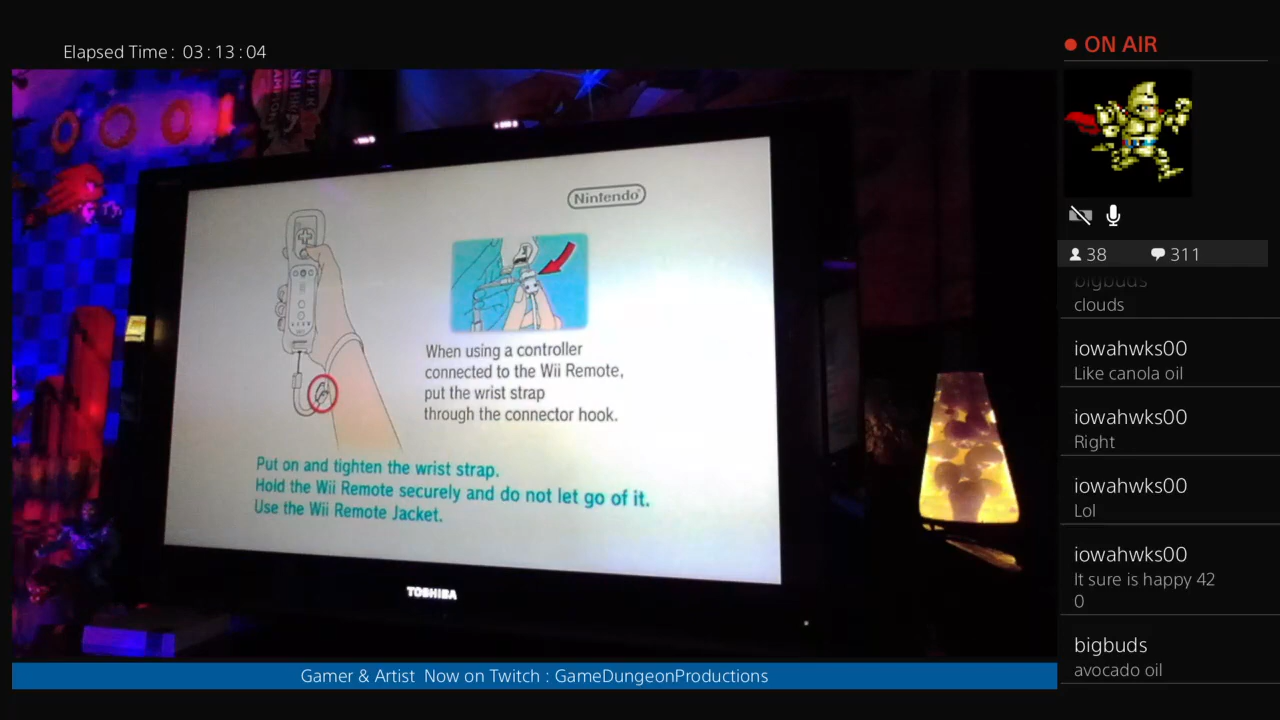 Elapsed Time: 03:13:04
ON AIR
Nintendo
When using a controller
connected to the Wii Remote,
put the wrist strap
through the connector hook.
Put on and tighten the wrist strap.
Hold the Wii Remote securely and do not let go of it.
Use the Wii Remote Jacket.
TOSHIBA
Gamer & Artist Now on Twitch : GameDungeonProductions
38
311
bigbuds
clouds
iowahwks00
Like canola oil
iowahwks00
Right
iowahwks00
Lol
iowahwks00
It sure is happy 42
0
bigbuds
avocado oil